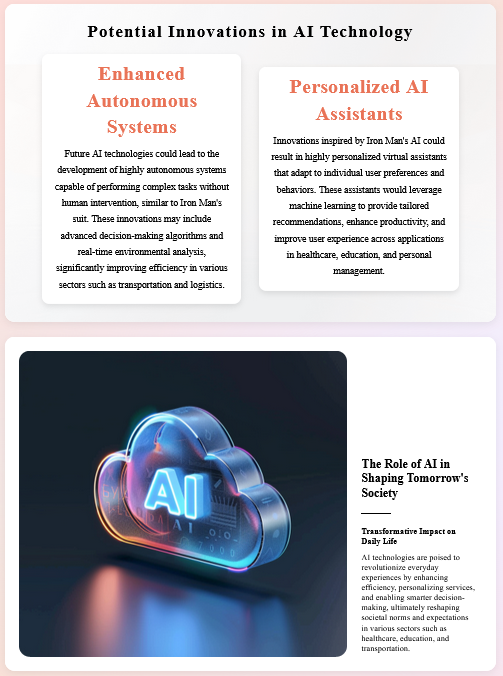 Potential Innovations in AI Technology
Enhanced
Autonomous
Systems
Future AI technologies could lead to the
development of highly autonomous systems
capable of performing complex tasks without
human intervention, similar to Iron Man's
suit. These innovations may include
advanced decision-making algorithms and
real-time environmental analysis,
significantly improving efficiency in various
sectors such as transportation and logistics.
Personalized AI
Assistants
Innovations inspired by Iron Man's AI could
result in highly personalized virtual assistants
that adapt to individual user preferences and
behaviors. These assistants would leverage
machine learning to provide tailored
recommendations, enhance productivity, and
improve user experience across applications
in healthcare, education, and personal
management.
AI
AI
The Role of AI in
Shaping Tomorrow's
Society
Transformative Impact on
Daily Life
AI technologies are poised to
revolutionize everyday
experiences by enhancing
efficiency, personalizing services,
and enabling smarter decision-
making, ultimately reshaping
societal norms and expectations
in various sectors such as
healthcare, education, and
transportation.